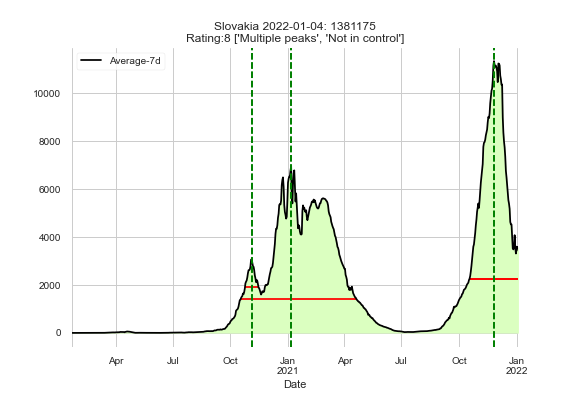 Slovakia 2022-01-04: 1381175
Rating:8 ['Multiple peaks', 'Not in control']
Average-7d
10000
8000
6000
4000
2000
0
Apr
Jul
Oct
Jan
2021
Apr
Jul
Oct
Jan
2022
Date